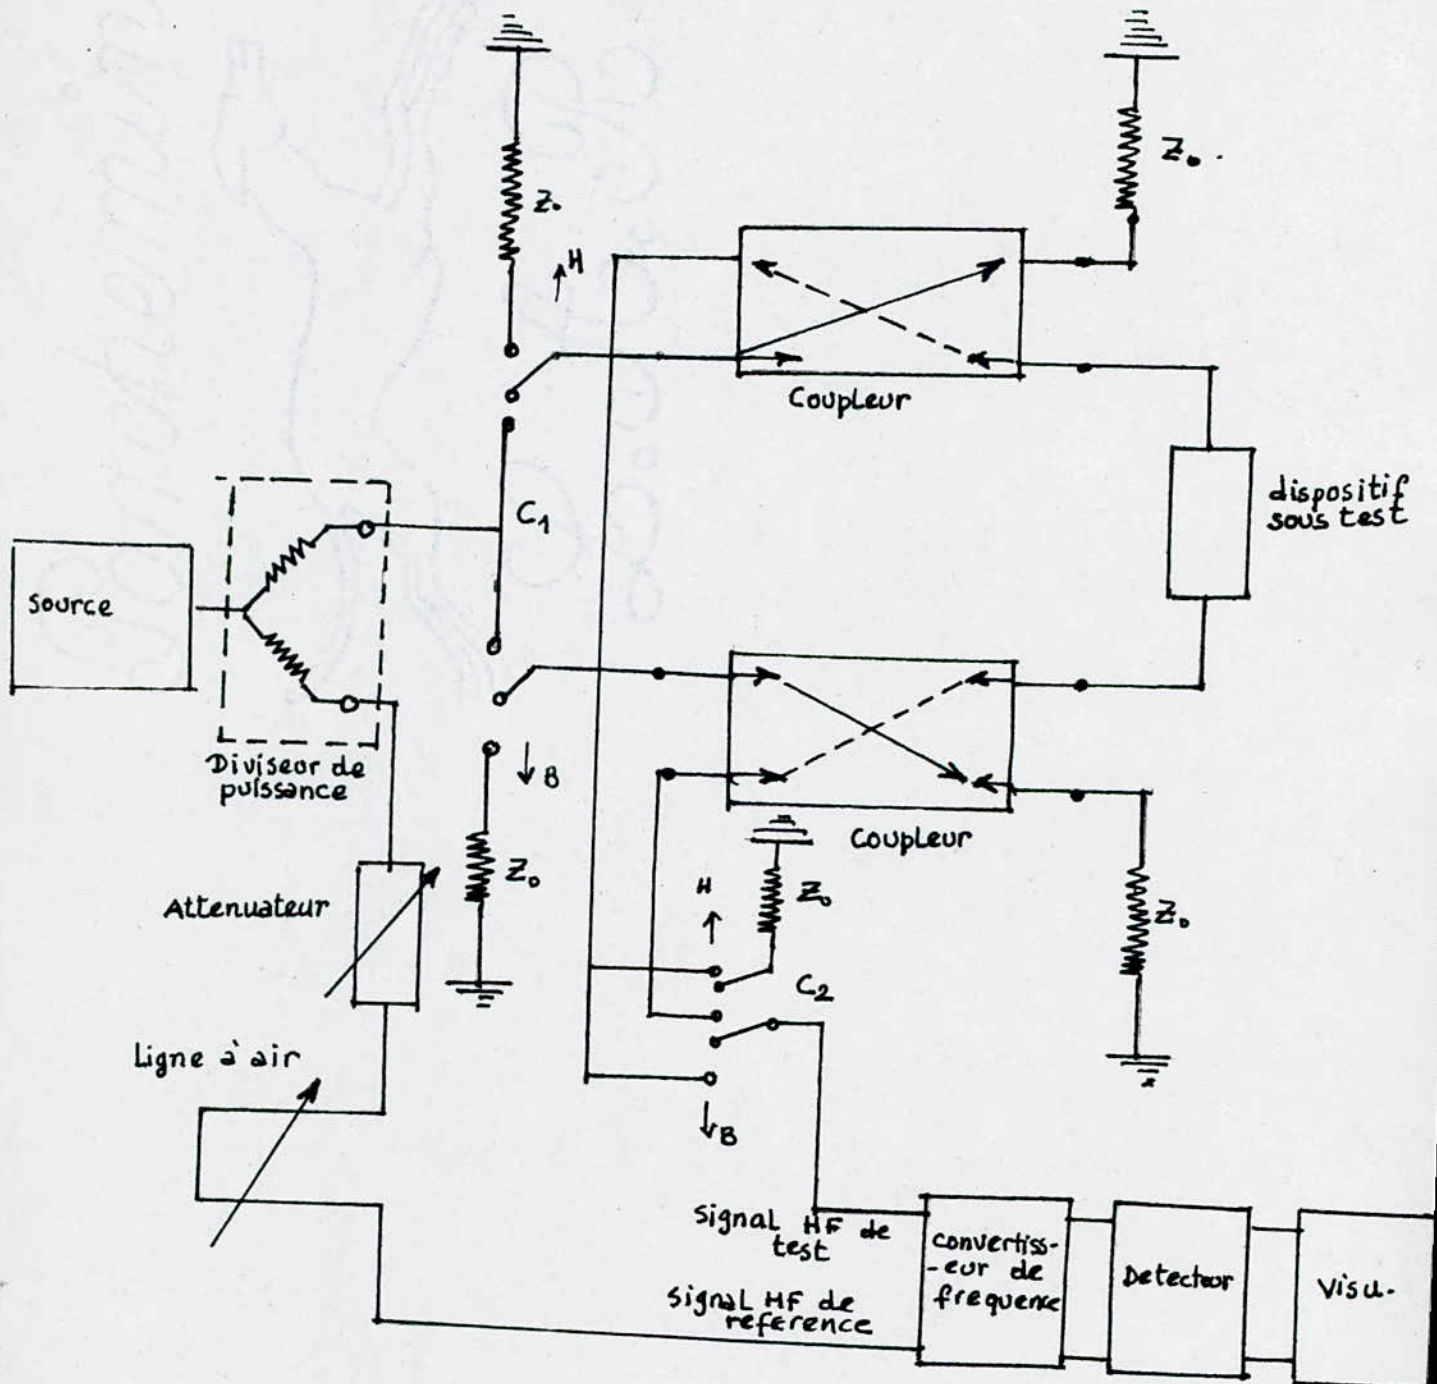 Z₀
Z₀.
H
Coupleur
C₁
dispositif
sous test
source
Diviseur de
puissance
B
Z₀
Coupleur
Attenuateur
H
Z₀
Z₀
C₂
Ligne à air
B
Signal HF de
test
Signal HF de
reference
convertiss-
-eur de
frequence
Detecteur
Visu.